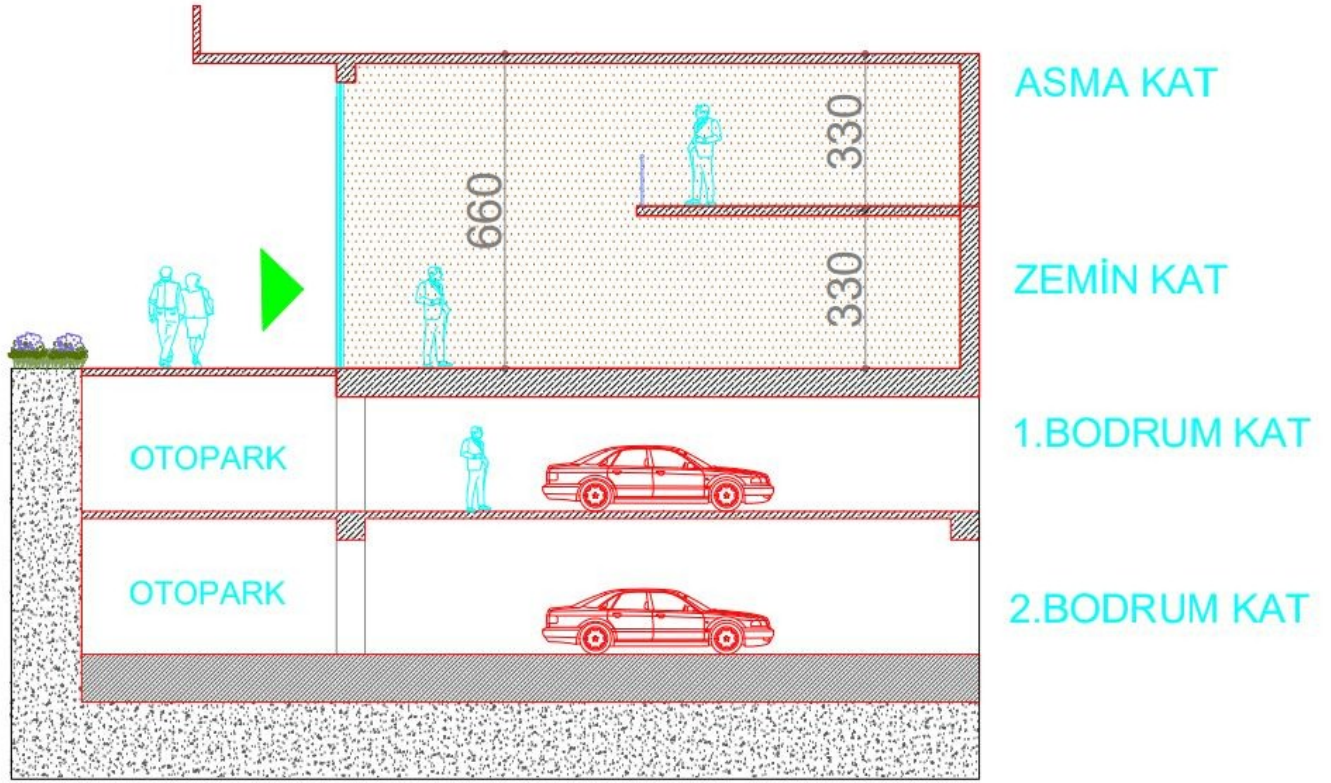 ASMA KAT
330
660
ZEMİN KAT
330
1.BODRUM KAT
OTOPARK
OTOPARK
2.BODRUM KAT